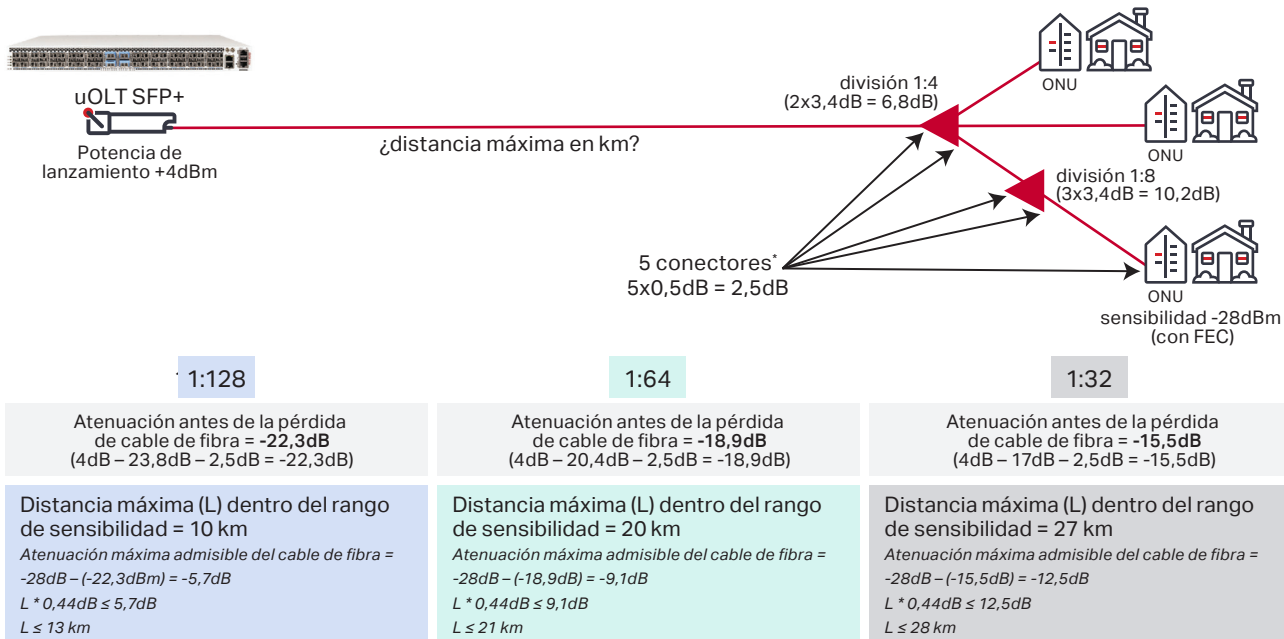 uOLT SFP+
Potencia de
lanzamiento +4dBm
¿distancia máxima en km?
división 1:4
(2x3,4dB = 6,8dB)
ONU
ONU
división 1:8
(3x3,4dB = 10,2dB)
5 conectores*
5x0,5dB = 2,5dB
ONU
sensibilidad -28dBm
(con FEC)
1:128
Atenuación antes de la pérdida
de cable de fibra = -22,3dB
(4dB – 23,8dB – 2,5dB = -22,3dB)
Distancia máxima (L) dentro del rango
de sensibilidad = 10 km
Atenuación máxima admisible del cable de fibra =
-28dB – (-22,3dBm) = -5,7dB
L * 0,44dB ≤ 5,7dB
L ≤ 13 km
1:64
Atenuación antes de la pérdida
de cable de fibra = -18,9dB
(4dB – 20,4dB – 2,5dB = -18,9dB)
Distancia máxima (L) dentro del rango
de sensibilidad = 20 km
Atenuación máxima admisible del cable de fibra =
-28dB – (-18,9dB) = -9,1dB
L * 0,44dB ≤ 9,1dB
L ≤ 21 km
1:32
Atenuación antes de la pérdida
de cable de fibra = -15,5dB
(4dB – 17dB – 2,5dB = -15,5dB)
Distancia máxima (L) dentro del rango
de sensibilidad = 27 km
Atenuación máxima admisible del cable de fibra =
-28dB – (-15,5dB) = -12,5dB
L * 0,44dB ≤ 12,5dB
L ≤ 28 km